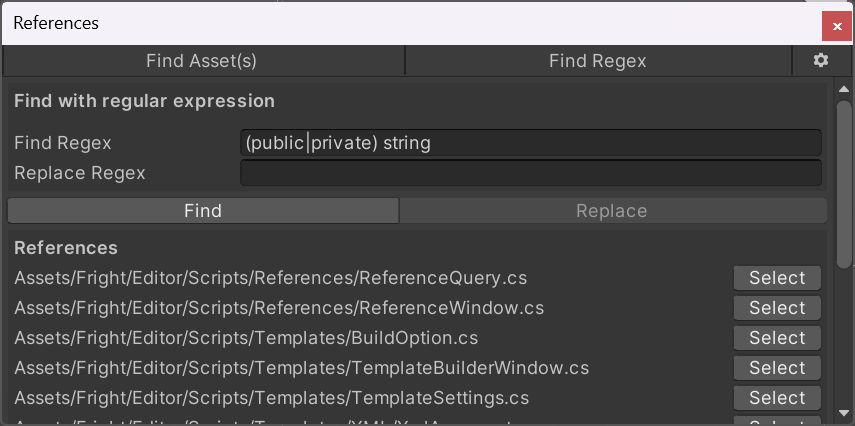 References
x
Find Asset(s)
Find Regex
Find with regular expression
Find Regex
(public|private) string
Replace Regex
Find
Replace
References
Assets/Fright/Editor/Scripts/References/ReferenceQuery.cs Select
Assets/Fright/Editor/Scripts/References/ReferenceWindow.cs Select
Assets/Fright/Editor/Scripts/Templates/BuildOption.cs Select
Assets/Fright/Editor/Scripts/Templates/TemplateBuilderWindow.cs Select
Assets/Fright/Editor/Scripts/Templates/TemplateSettings.cs Select